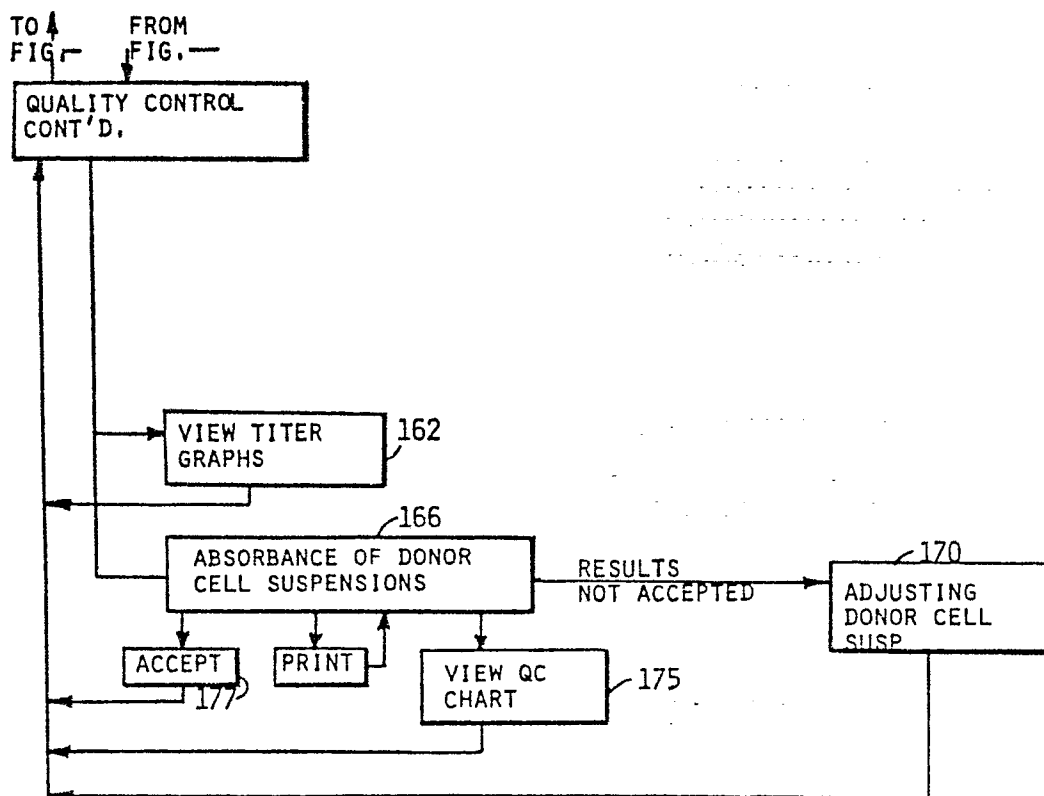 TO FROM
FIG. FIG.
QUALITY CONTROL
CONT'D.
VIEW TITER
GRAPHS
162
166
ABSORBANCE OF DONOR
CELL SUSPENSIONS
RESULTS
NOT ACCEPTED
170
ADJUSTING
DONOR CELL
SUSP.
ACCEPT
177
PRINT
VIEW QC
CHART
175